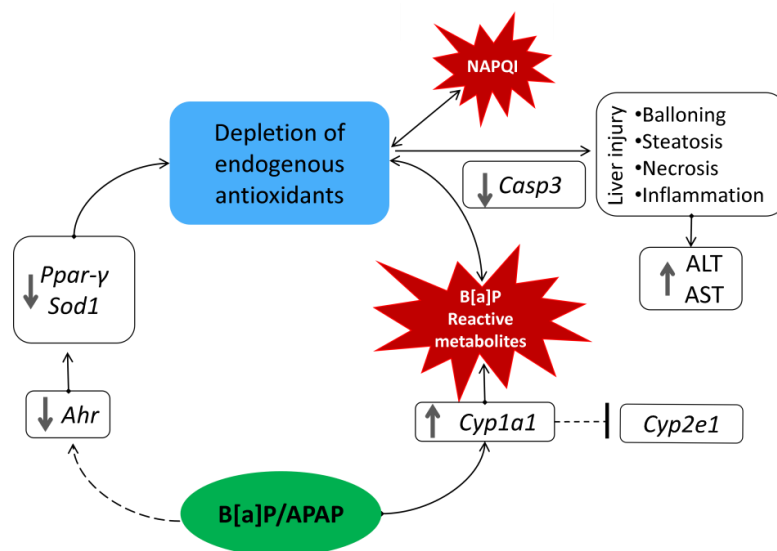 NAPQI
Depletion of
endogenous
antioxidants
Liver injury
•Balloning
•Steatosis
•Necrosis
•Inflammation
Casp3
ALT
AST
Ppar-γ
Sod1
B[a]P
Reactive
metabolites
Ahr
Cyp1a1
Cyp2e1
B[a]P/APAP